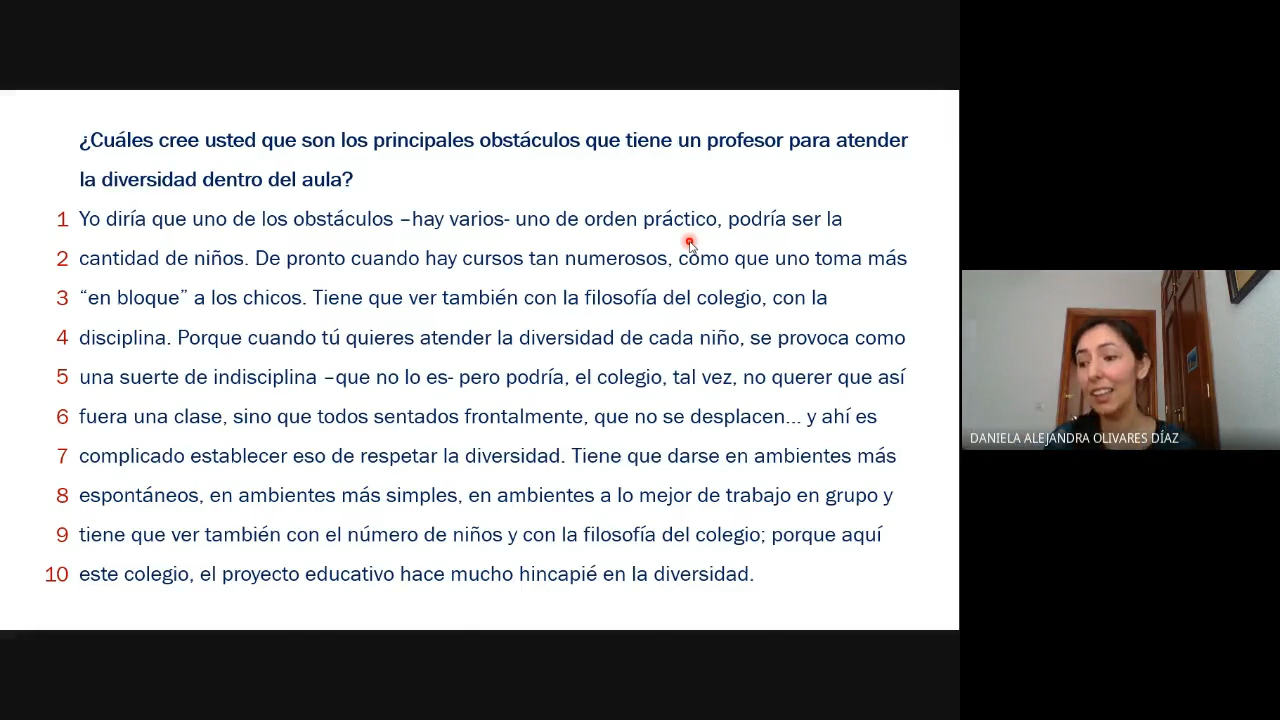 ¿Cuáles cree usted que son los principales obstáculos que tiene un profesor para atender
la diversidad dentro del aula?
1 Yo diría que uno de los obstáculos –hay varios- uno de orden práctico, podría ser la
2 cantidad de niños. De pronto cuando hay cursos tan numerosos, como que uno toma más
3 “en bloque” a los chicos. Tiene que ver también con la filosofía del colegio, con la
4 disciplina. Porque cuando tú quieres atender la diversidad de cada niño, se provoca como
5 una suerte de indisciplina –que no lo es- pero podría, el colegio, tal vez, no querer que así
6 fuera una clase, sino que todos sentados frontalmente, que no se desplacen... y ahí es
7 complicado establecer eso de respetar la diversidad. Tiene que darse en ambientes más
8 espontáneos, en ambientes más simples, en ambientes a lo mejor de trabajo en grupo y
9 tiene que ver también con el número de niños y con la filosofía del colegio; porque aquí
10 este colegio, el proyecto educativo hace mucho hincapié en la diversidad.
DANIELA ALEJANDRA OLIVARES DÍAZ